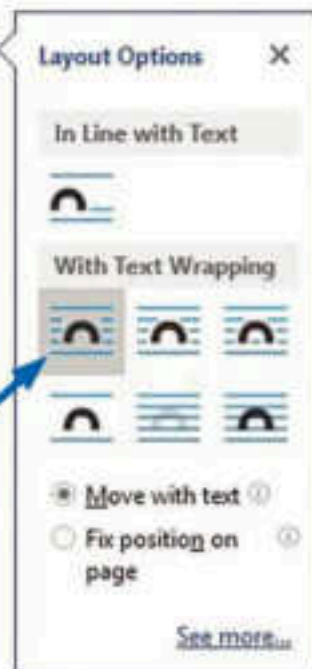 Layout Options
In Line with Text
With Text Wrapping
Move with text
Fix position on
page
See more...